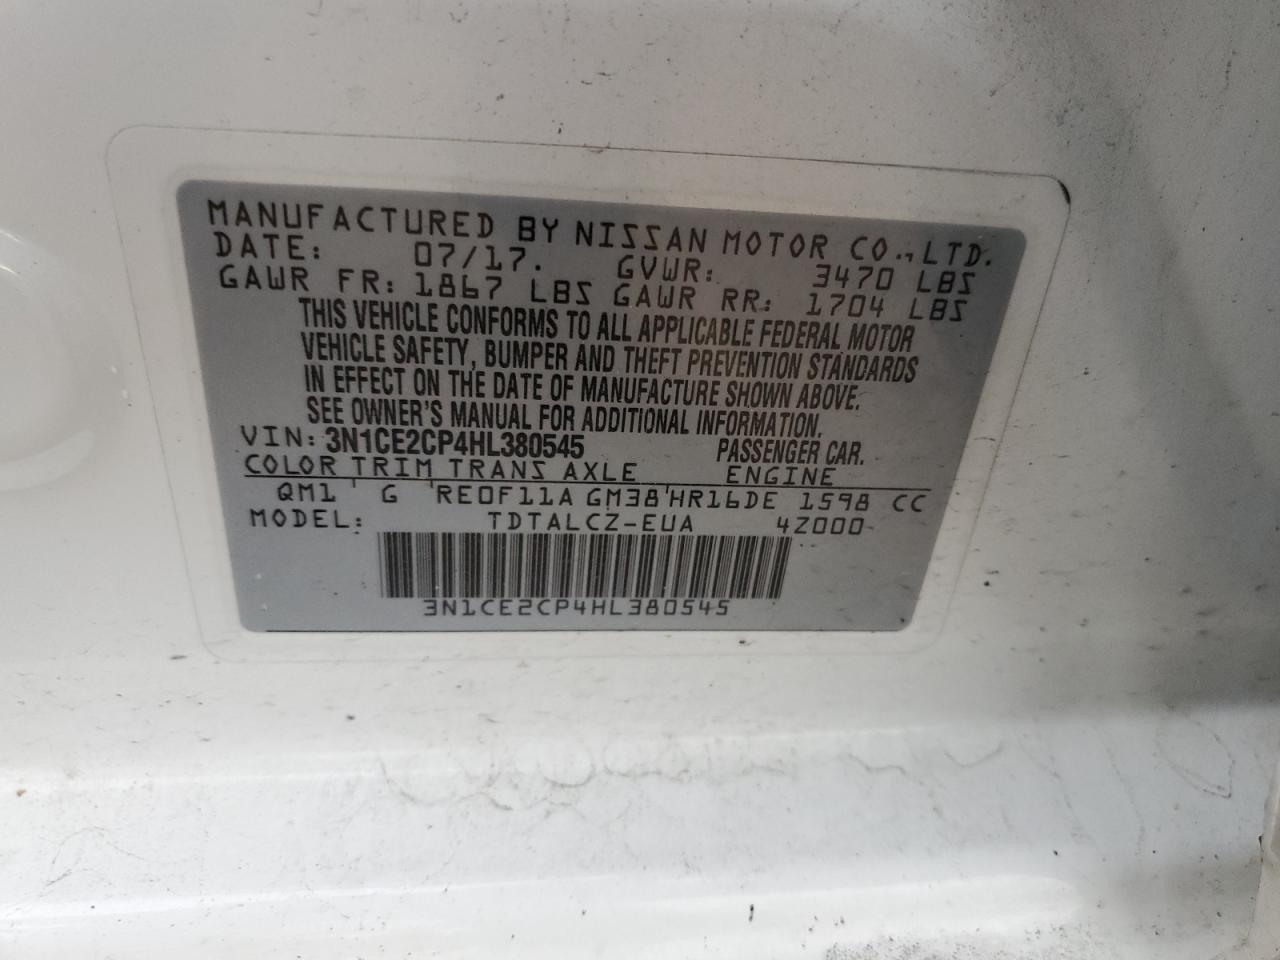 MANUFACTURED BY NISSAN MOTOR CO., LTD.
DATE: 07/17. GVWR: 3470 LBS
GAWR FR: 1867 LBS GAWR RR: 1704 LBS
THIS VEHICLE CONFORMS TO ALL APPLICABLE FEDERAL MOTOR
VEHICLE SAFETY, BUMPER AND THEFT PREVENTION STANDARDS
IN EFFECT ON THE DATE OF MANUFACTURE SHOWN ABOVE.
SEE OWNER'S MANUAL FOR ADDITIONAL INFORMATION.
VIN: 3N1CE2CP4HL380545 PASSENGER CAR.
COLOR TRIM TRANS AXLE ENGINE
QM1 ' G 'RE0F11A GM38'HR16DE 1598 CC
MODEL: TDTALCZ-EUA 4Z000-
3N1CE2CP4HL380545